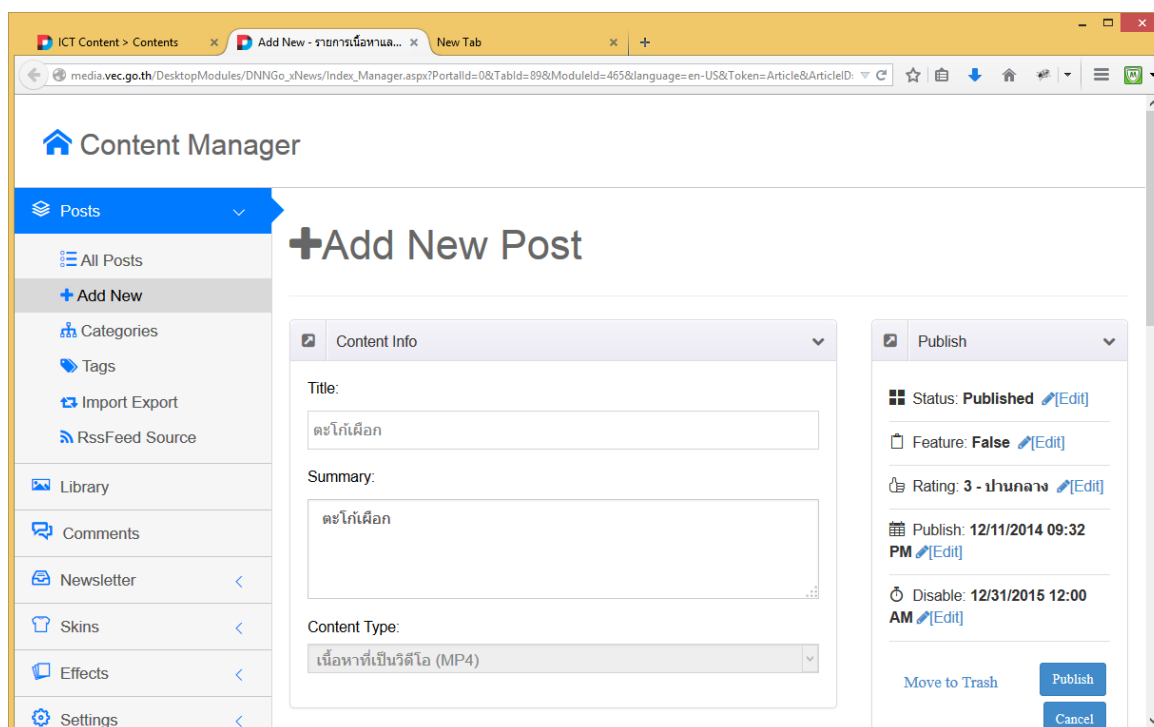 ICT Content > Contents
Add New - รายการเนื้อหาแล...
New Tab
media.vec.go.th/DesktopModules/DNNGo_xNews/Index_Manager.aspx?PortalId=0&TabId=89&ModuleId=465&language=en-US&Token=Article&ArticleID:
Content Manager
Posts
All Posts
Add New
Categories
Tags
Import Export
RssFeed Source
Library
Comments
Newsletter
Skins
Effects
Settings
Add New Post
Content Info
Title:
ตะโก้เผือก
Summary:
ตะโก้เผือก
Content Type:
เนื้อหาที่เป็นวิดีโอ (MP4)
Publish
Status: Published [Edit]
Feature: False [Edit]
Rating: 3 - ปานกลาง [Edit]
Publish: 12/11/2014 09:32
PM [Edit]
Disable: 12/31/2015 12:00
AM [Edit]
Move to Trash
Publish
Cancel